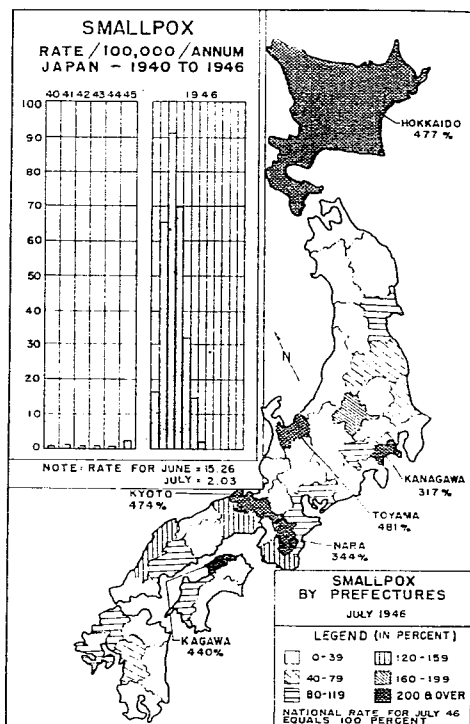 SMALLPOX
RATE/100,000/ANNUM
JAPAN - 1940 TO 1946
40 41 42 43 44 45
1946
100
90
80
70
60
50
40
30
20
10
0
NOTE: RATE FOR JUNE = 15.26
JULY = 2.03
HOKKAIDO
477 %
N
KANAGAWA
317 %
TOYAMA
481 %
KYOTO
474 %
NARA
344 %
KAGAWA
440 %
SMALLPOX
BY PREFECTURES
JULY 1946
LEGEND (IN PERCENT)
0-39
120-159
40-79
160-199
80-119
200 & OVER
NATIONAL RATE FOR JULY 46
EQUALS 100 PERCENT